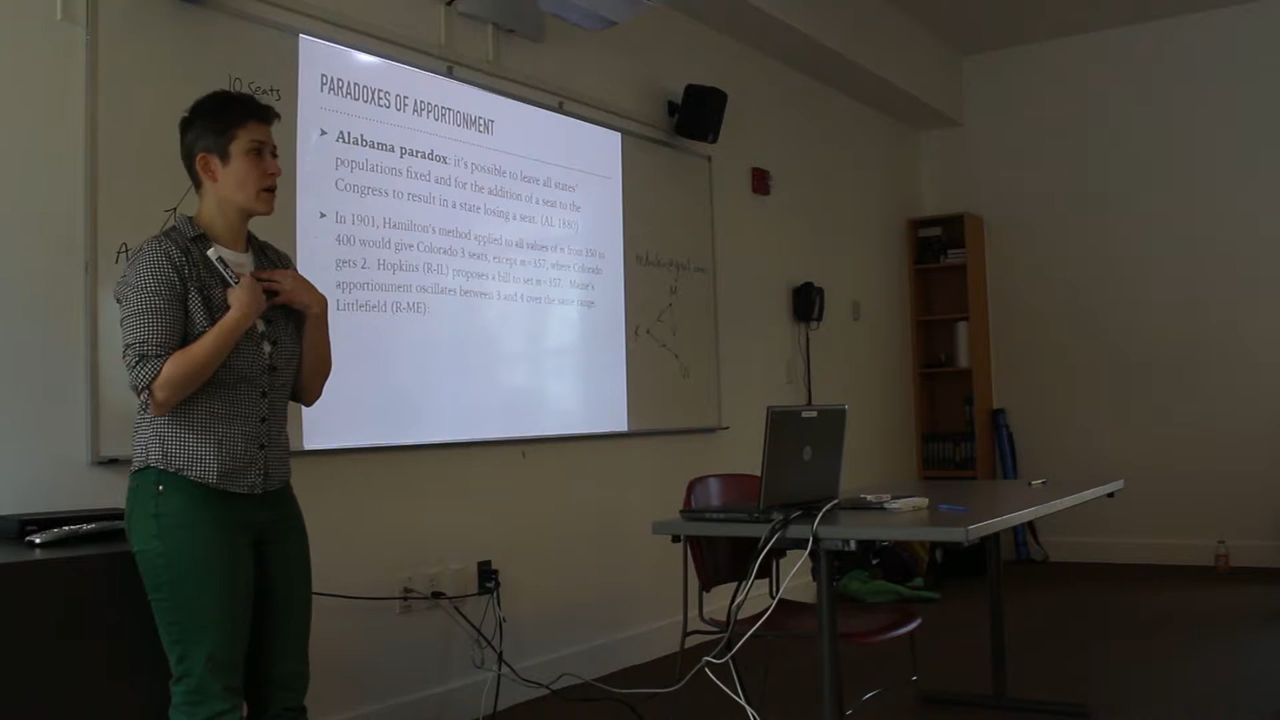 10 Seats
PARADOXES OF APPORTIONMENT
➤ Alabama paradox: it's possible to leave all states'
populations fixed and for the addition of a seat to the
Congress to result in a state losing a seat. (AL 1880)
➤ In 1901, Hamilton's method applied to all values of m from 350 to
400 would give Colorado 3 seats, except m=357, where Colorado
gets 2. Hopkins (R-IL) proposes a bill to set m=357. Maine's
apportionment oscillates between 3 and 4 over the same range.
Littlefield (R-ME):
A
M
K